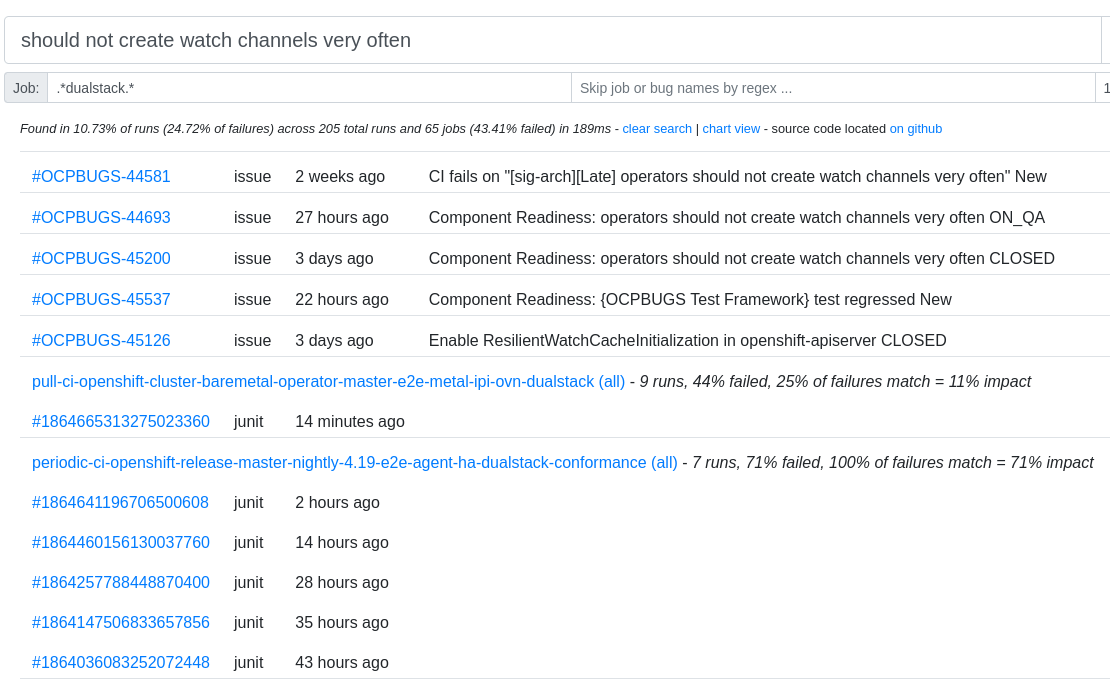 should not create watch channels very often
Job: .*dualstack.* Skip job or bug names by regex ... 1
Found in 10.73% of runs (24.72% of failures) across 205 total runs and 65 jobs (43.41% failed) in 189ms - clear search | chart view - source code located on github
#OCPBUGS-44581 issue 2 weeks ago CI fails on "[sig-arch][Late] operators should not create watch channels very often" New
#OCPBUGS-44693 issue 27 hours ago Component Readiness: operators should not create watch channels very often ON_QA
#OCPBUGS-45200 issue 3 days ago Component Readiness: operators should not create watch channels very often CLOSED
#OCPBUGS-45537 issue 22 hours ago Component Readiness: {OCPBUGS Test Framework} test regressed New
#OCPBUGS-45126 issue 3 days ago Enable ResilientWatchCacheInitialization in openshift-apiserver CLOSED
pull-ci-openshift-cluster-baremetal-operator-master-e2e-metal-ipi-ovn-dualstack (all) - 9 runs, 44% failed, 25% of failures match = 11% impact
#1864665313275023360 junit 14 minutes ago
periodic-ci-openshift-release-master-nightly-4.19-e2e-agent-ha-dualstack-conformance (all) - 7 runs, 71% failed, 100% of failures match = 71% impact
#1864641196706500608 junit 2 hours ago
#1864460156130037760 junit 14 hours ago
#1864257788448870400 junit 28 hours ago
#1864147506833657856 junit 35 hours ago
#1864036083252072448 junit 43 hours ago